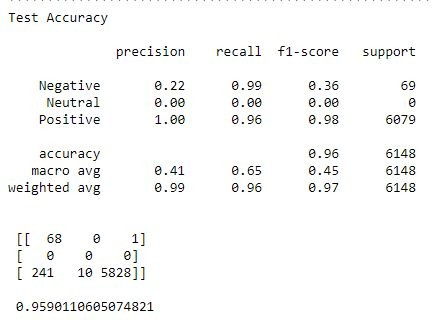 Test Accuracy
precision recall f1-score support
Negative 0.22 0.99 0.36 69
Neutral 0.00 0.00 0.00 0
Positive 1.00 0.96 0.98 6079
accuracy 0.96 6148
macro avg 0.41 0.65 0.45 6148
weighted avg 0.99 0.96 0.97 6148
[[ 68 0 1]
[ 0 0 0]
[ 241 10 5828]]
0.9590110605074821